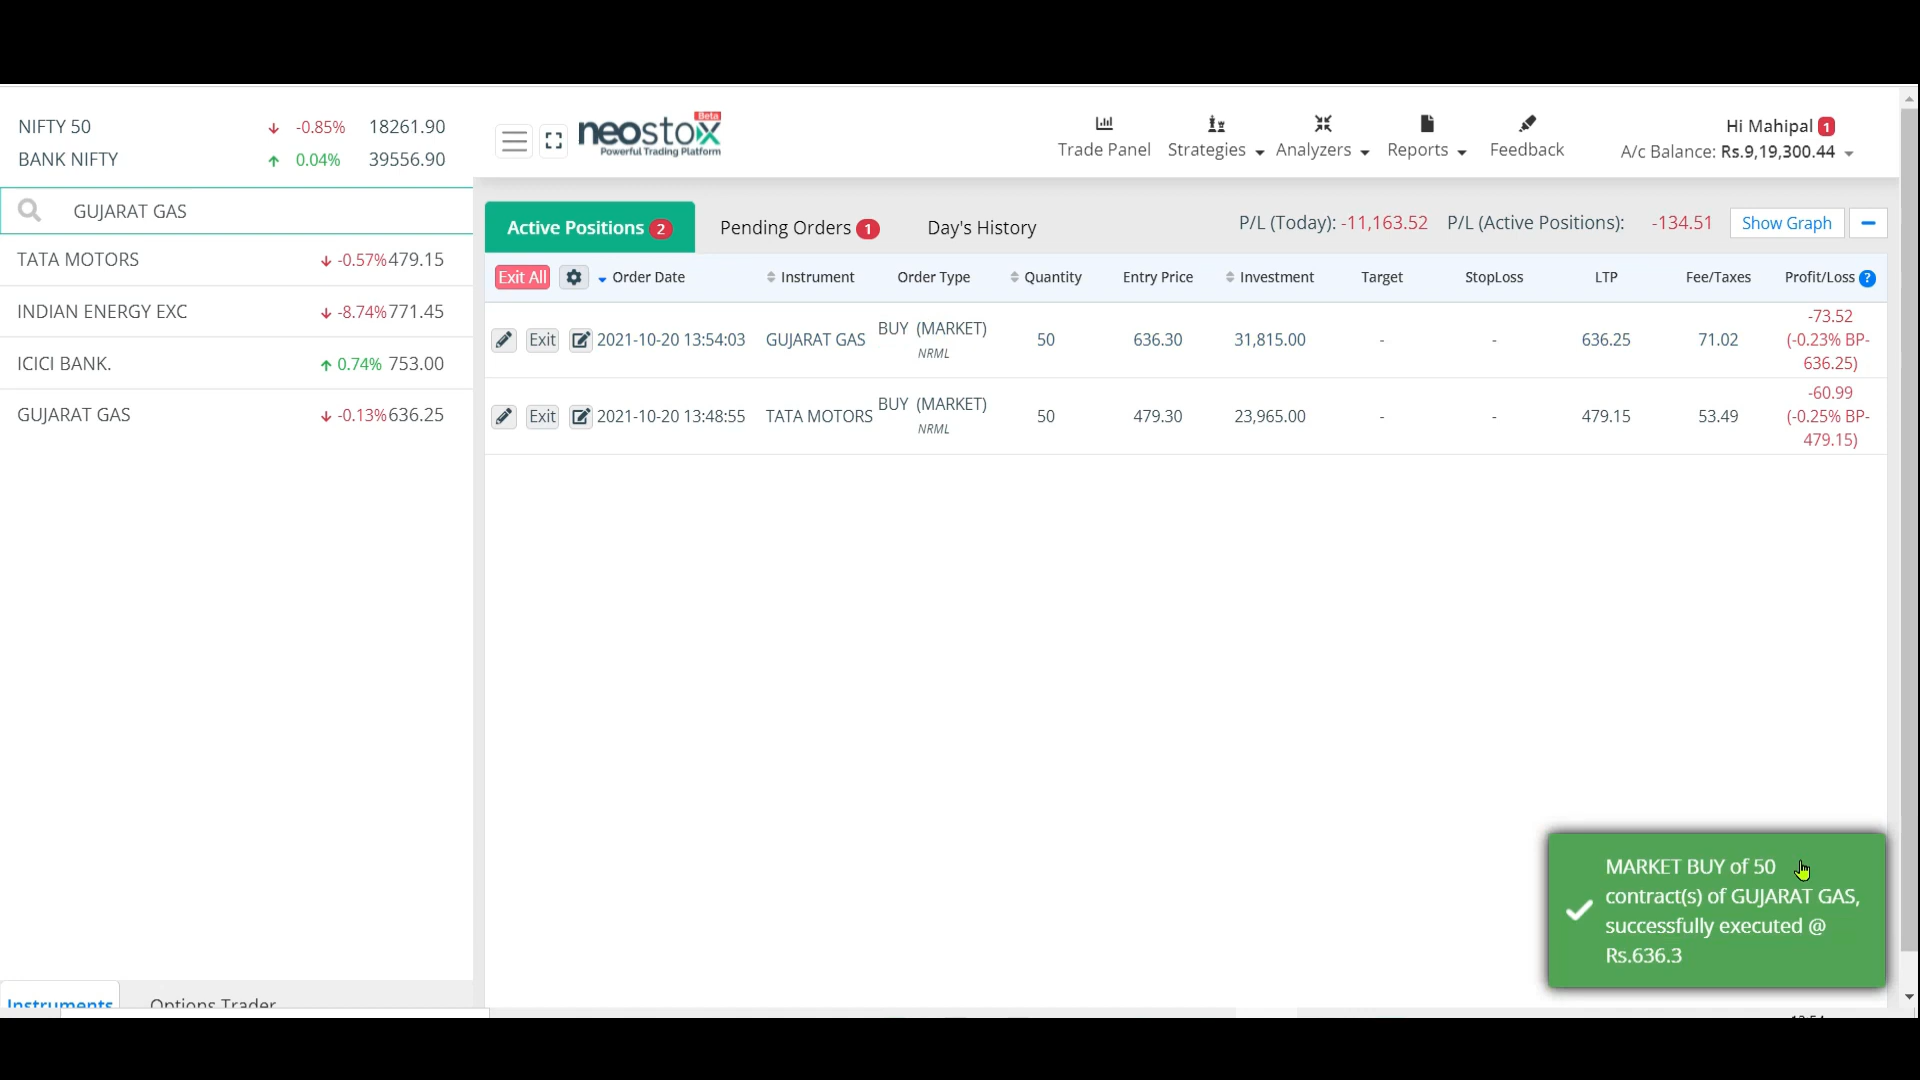 NIFTY 50 -0.85% 18261.90
BANK NIFTY 0.04% 39556.90
GUJARAT GAS
TATA MOTORS -0.57% 479.15
INDIAN ENERGY EXC -8.74% 771.45
ICICI BANK. 0.74% 753.00
GUJARAT GAS -0.13% 636.25
Instruments Options Trader
neostox Beta
Powerful Trading Platform
Trade Panel Strategies Analyzers Reports Feedback
Hi Mahipal 1
A/c Balance: Rs.9,19,300.44
Active Positions 2 Pending Orders 1 Day's History
P/L (Today): -11,163.52 P/L (Active Positions): -134.51 Show Graph
Exit All Order Date Instrument Order Type Quantity Entry Price Investment Target StopLoss LTP Fee/Taxes Profit/Loss ?
Exit 2021-10-20 13:54:03 GUJARAT GAS BUY (MARKET) NRML 50 636.30 31,815.00 - - 636.25 71.02 -73.52
(-0.23% BP-
636.25)
Exit 2021-10-20 13:48:55 TATA MOTORS BUY (MARKET) NRML 50 479.30 23,965.00 - - 479.15 53.49 -60.99
(-0.25% BP-
479.15)
MARKET BUY of 50
contract(s) of GUJARAT GAS,
successfully executed @
Rs.636.3